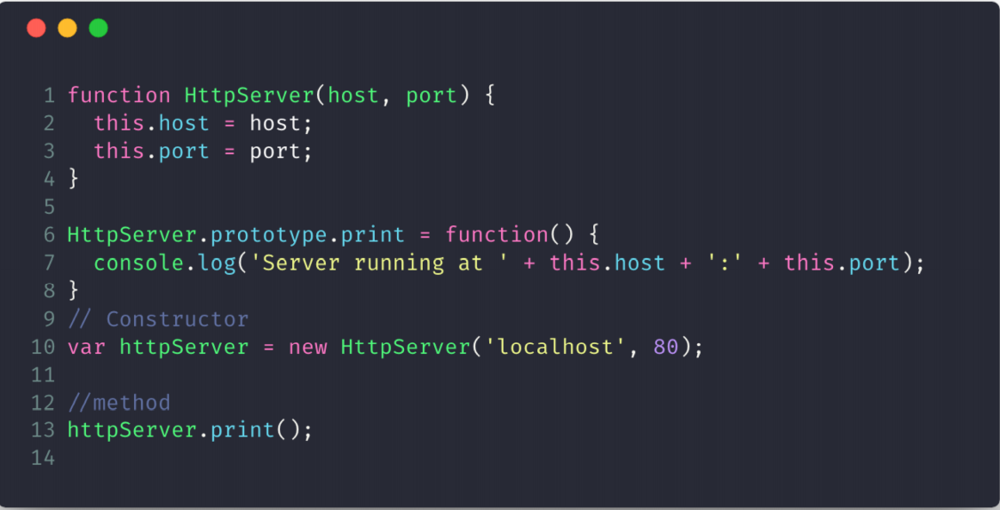 1 function HttpServer(host, port) {
2   this.host = host;
3   this.port = port;
4 }
5
6 HttpServer.prototype.print = function() {
7   console.log('Server running at ' + this.host + ':' + this.port);
8 }
9 // Constructor
10 var httpServer = new HttpServer('localhost', 80);
11
12 //method
13 httpServer.print();
14